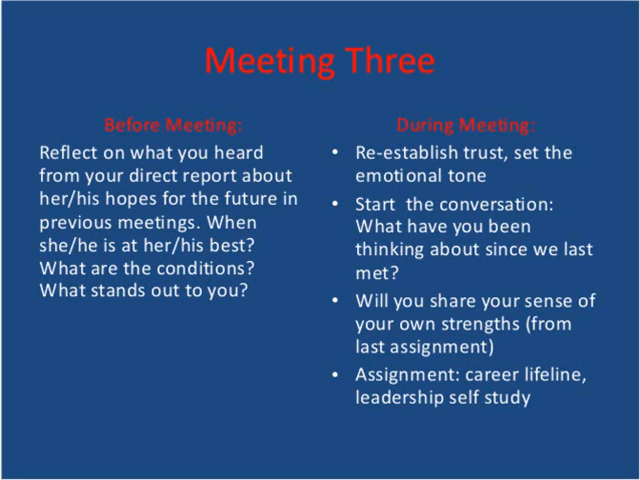 Meeting Three
Before Meeting:
Reflect on what you heard
from your direct report about
her/his hopes for the future in
previous meetings. When
she/he is at her/his best?
What are the conditions?
What stands out to you?
During Meeting:
• Re-establish trust, set the
emotional tone
• Start the conversation:
What have you been
thinking about since we last
met?
• Will you share your sense of
your own strengths (from
last assignment)
• Assignment: career lifeline,
leadership self study